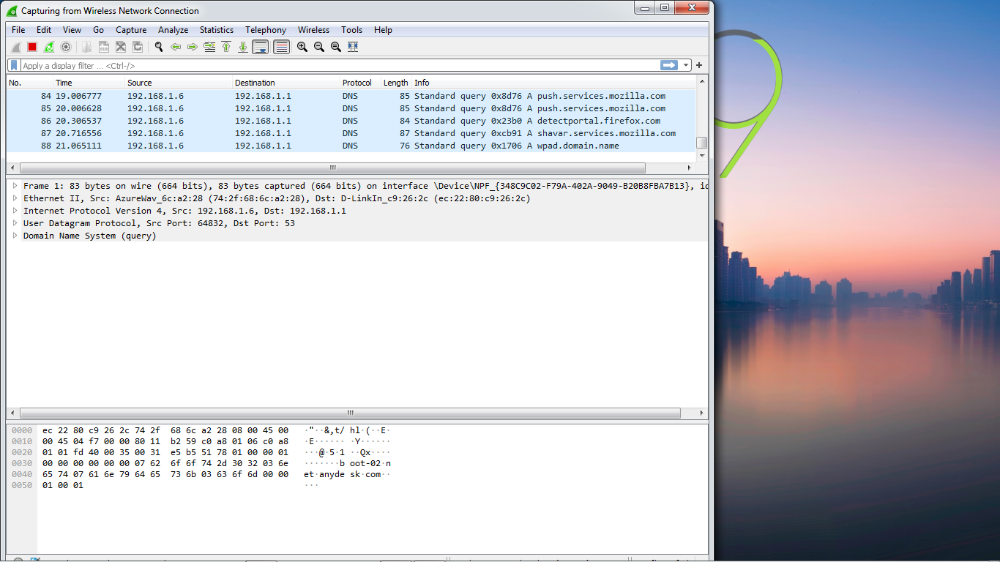 Capturing from Wireless Network Connection
File Edit View Go Capture Analyze Statistics Telephony Wireless Tools Help
Apply a display filter ... <Ctrl-/>
No. Time Source Destination Protocol Length Info
84 19.006777 192.168.1.6 192.168.1.1 DNS 85 Standard query 0x8d76 A push.services.mozilla.com
85 20.006628 192.168.1.6 192.168.1.1 DNS 85 Standard query 0x8d76 A push.services.mozilla.com
86 20.306537 192.168.1.6 192.168.1.1 DNS 84 Standard query 0x23b0 A detectportal.firefox.com
87 20.716556 192.168.1.6 192.168.1.1 DNS 87 Standard query 0xcb91 A shavar.services.mozilla.com
88 21.065111 192.168.1.6 192.168.1.1 DNS 76 Standard query 0x1706 A wpad.domain.name
Frame 1: 83 bytes on wire (664 bits), 83 bytes captured (664 bits) on interface \Device\NPF_{348C9C02-F79A-402A-9049-B20B8FBA7B13}, id
Ethernet II, Src: AzureWav_6c:a2:28 (74:2f:68:6c:a2:28), Dst: D-LinkIn_c9:26:2c (ec:22:80:c9:26:2c)
Internet Protocol Version 4, Src: 192.168.1.6, Dst: 192.168.1.1
User Datagram Protocol, Src Port: 64832, Dst Port: 53
Domain Name System (query)
0000 ec 22 80 c9 26 2c 74 2f 68 6c a2 28 08 00 45 00 ·"··&,t/ hl·(··E·
0010 00 45 04 f7 00 00 80 11 b2 59 c0 a8 01 06 c0 a8 ·E······ ·Y······
0020 01 01 fd 40 00 35 00 31 e5 b5 51 78 01 00 00 01 ···@·5·1 ··Qx····
0030 00 00 00 00 00 00 07 62 6f 6f 74 2d 30 32 03 6e ·······b oot-02·n
0040 65 74 07 61 6e 79 64 65 73 6b 03 63 6f 6d 00 00 et·anyde sk·com··
0050 01 00 01 ···
9